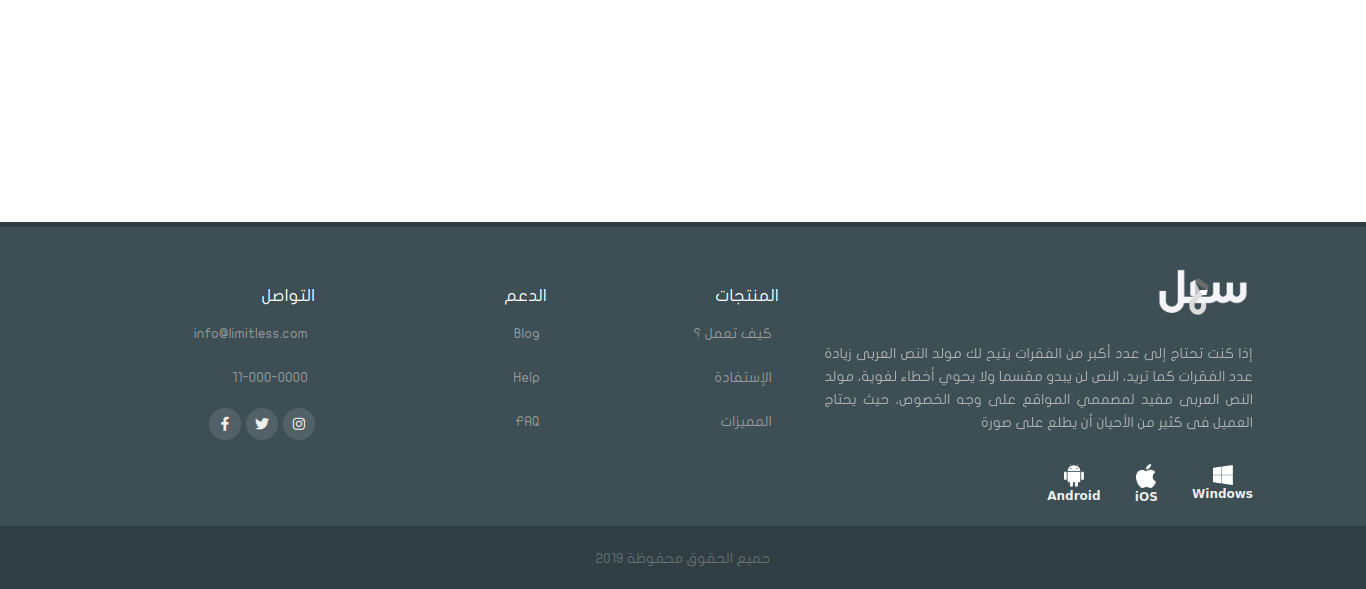 سهل
إذا كنت تحتاج إلى عدد أكبر من الفقرات يتيح لك مولد النص العربى زيادة
عدد الفقرات كما تريد، النص لن يبدو مقسما ولا يحوي أخطاء لغوية، مولد
النص العربى مفيد لمصممي المواقع على وجه الخصوص، حيث يحتاج
العميل فى كثير من الأحيان أن يطلع على صورة
Windows
iOS
Android
المنتجات
كيف تعمل ؟
الإستفادة
المميزات
الدعم
Blog
Help
FAQ
التواصل
info@limitless.com
11-000-0000
جميع الحقوق محفوظة 2019